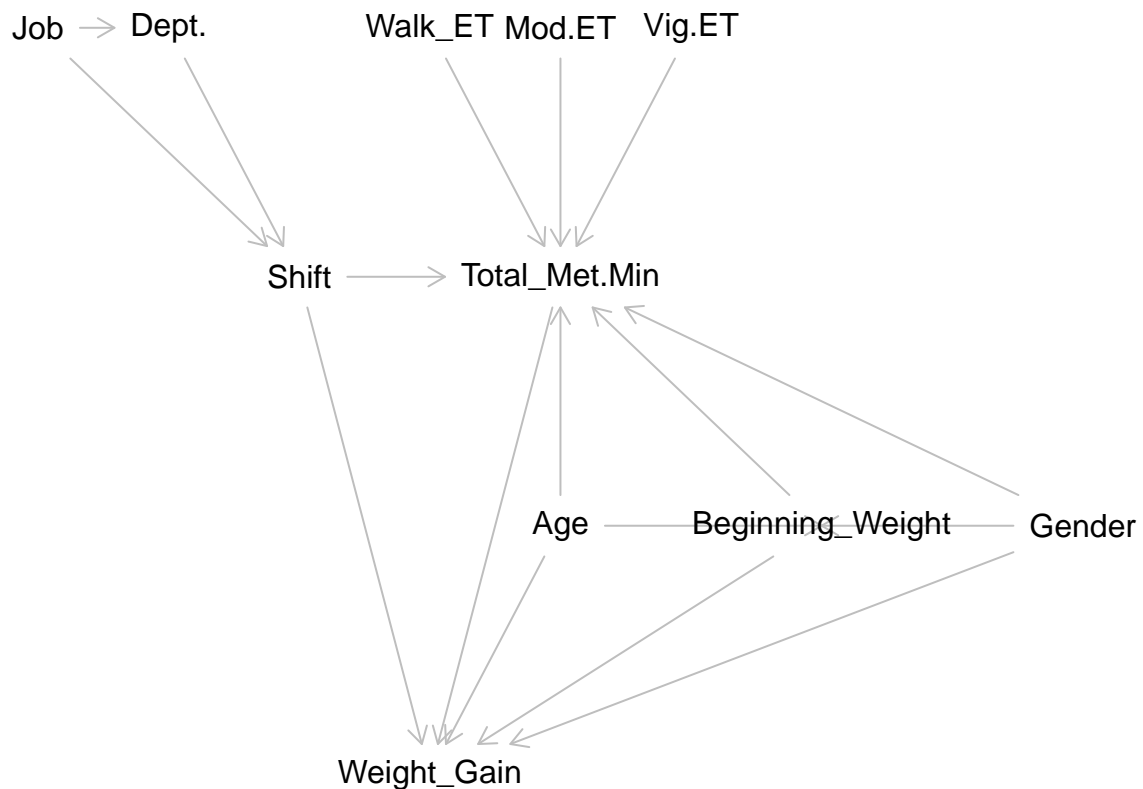 Job
Dept.
Walk_ET
Mod.ET
Vig.ET
Shift
Total_Met.Min
Age
Beginning_Weight
Gender
Weight_Gain